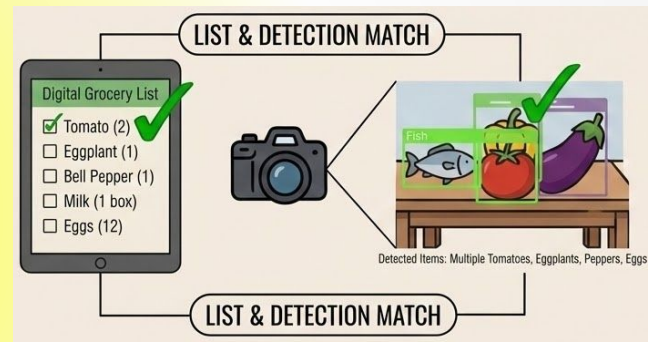 LIST & DETECTION MATCH
Digital Grocery List
Tomato (2)
Eggplant (1)
Bell Pepper (1)
Milk (1 box)
Eggs (12)
Fish
Detected Items: Multiple Tomatoes, Eggplants, Peppers, Eggs
LIST & DETECTION MATCH